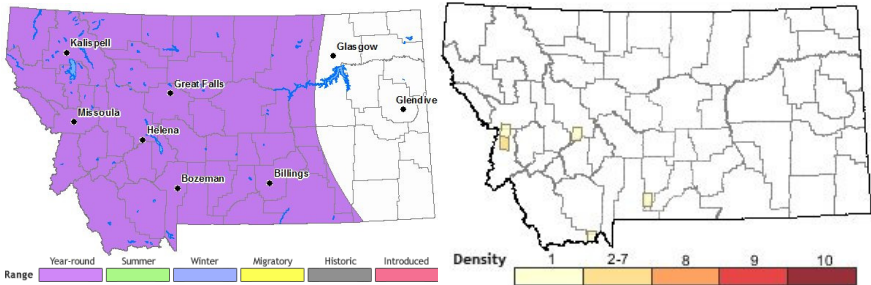 Kalispell
Glasgow
Great Falls
Glendive
Missoula
Helena
Bozeman
Billings
Range
Year-round
Summer
Winter
Migratory
Historic
Introduced
Density
1
2-7
8
9
10